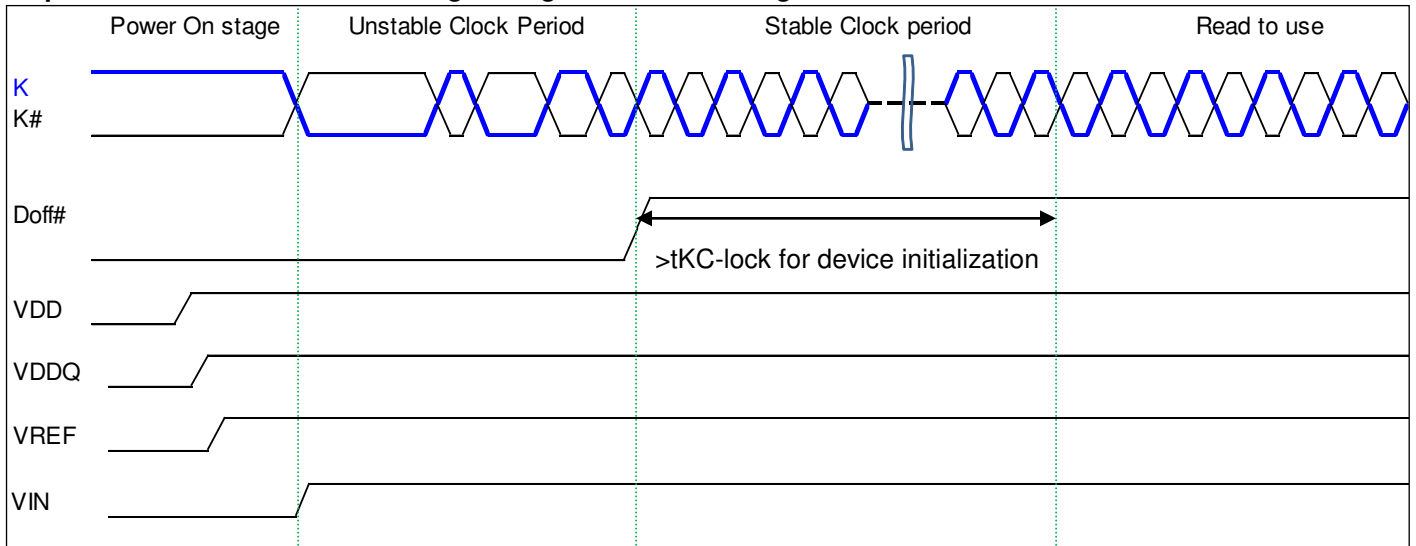 Power On stage Unstable Clock Period Stable Clock period Read to use
K
K#
Doff#
>tKC-lock for device initialization
VDD
VDDQ
VREF
VIN